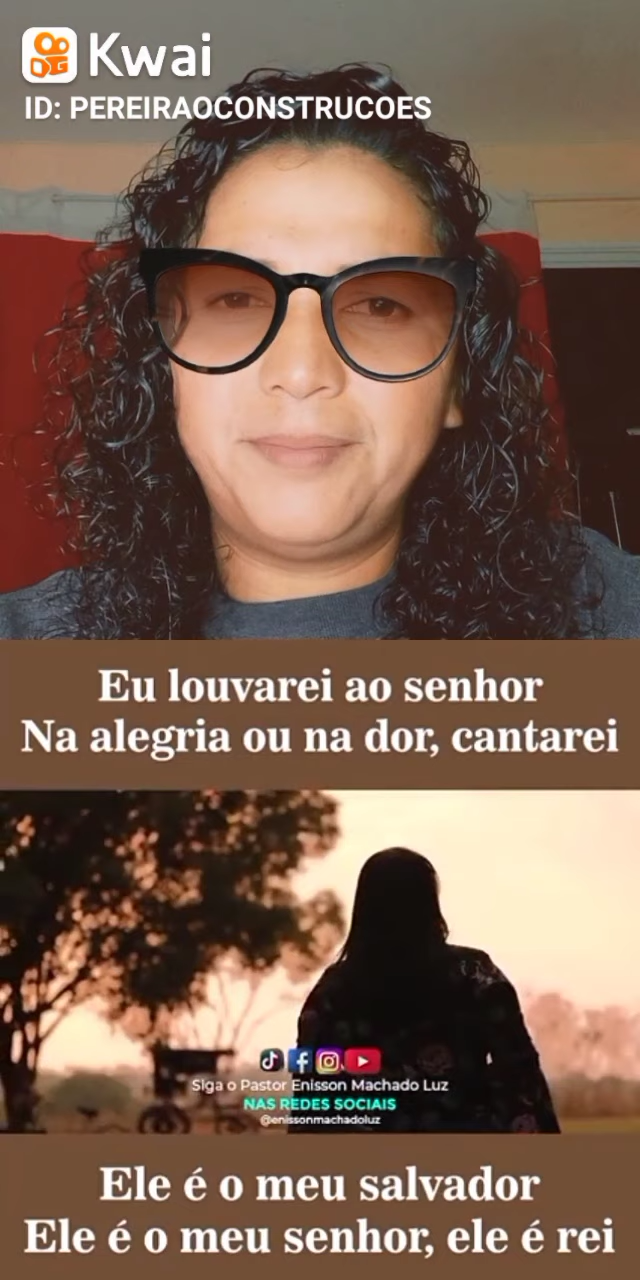 Kwai
ID: PEREIRAOCONSTRUCOES
Eu louvarei ao senhor
Na alegria ou na dor, cantarei
Siga o Pastor Enisson Machado Luz
NAS REDES SOCIAIS
@enissonmachadoluz
Ele é o meu salvador
Ele é o meu senhor, ele é rei